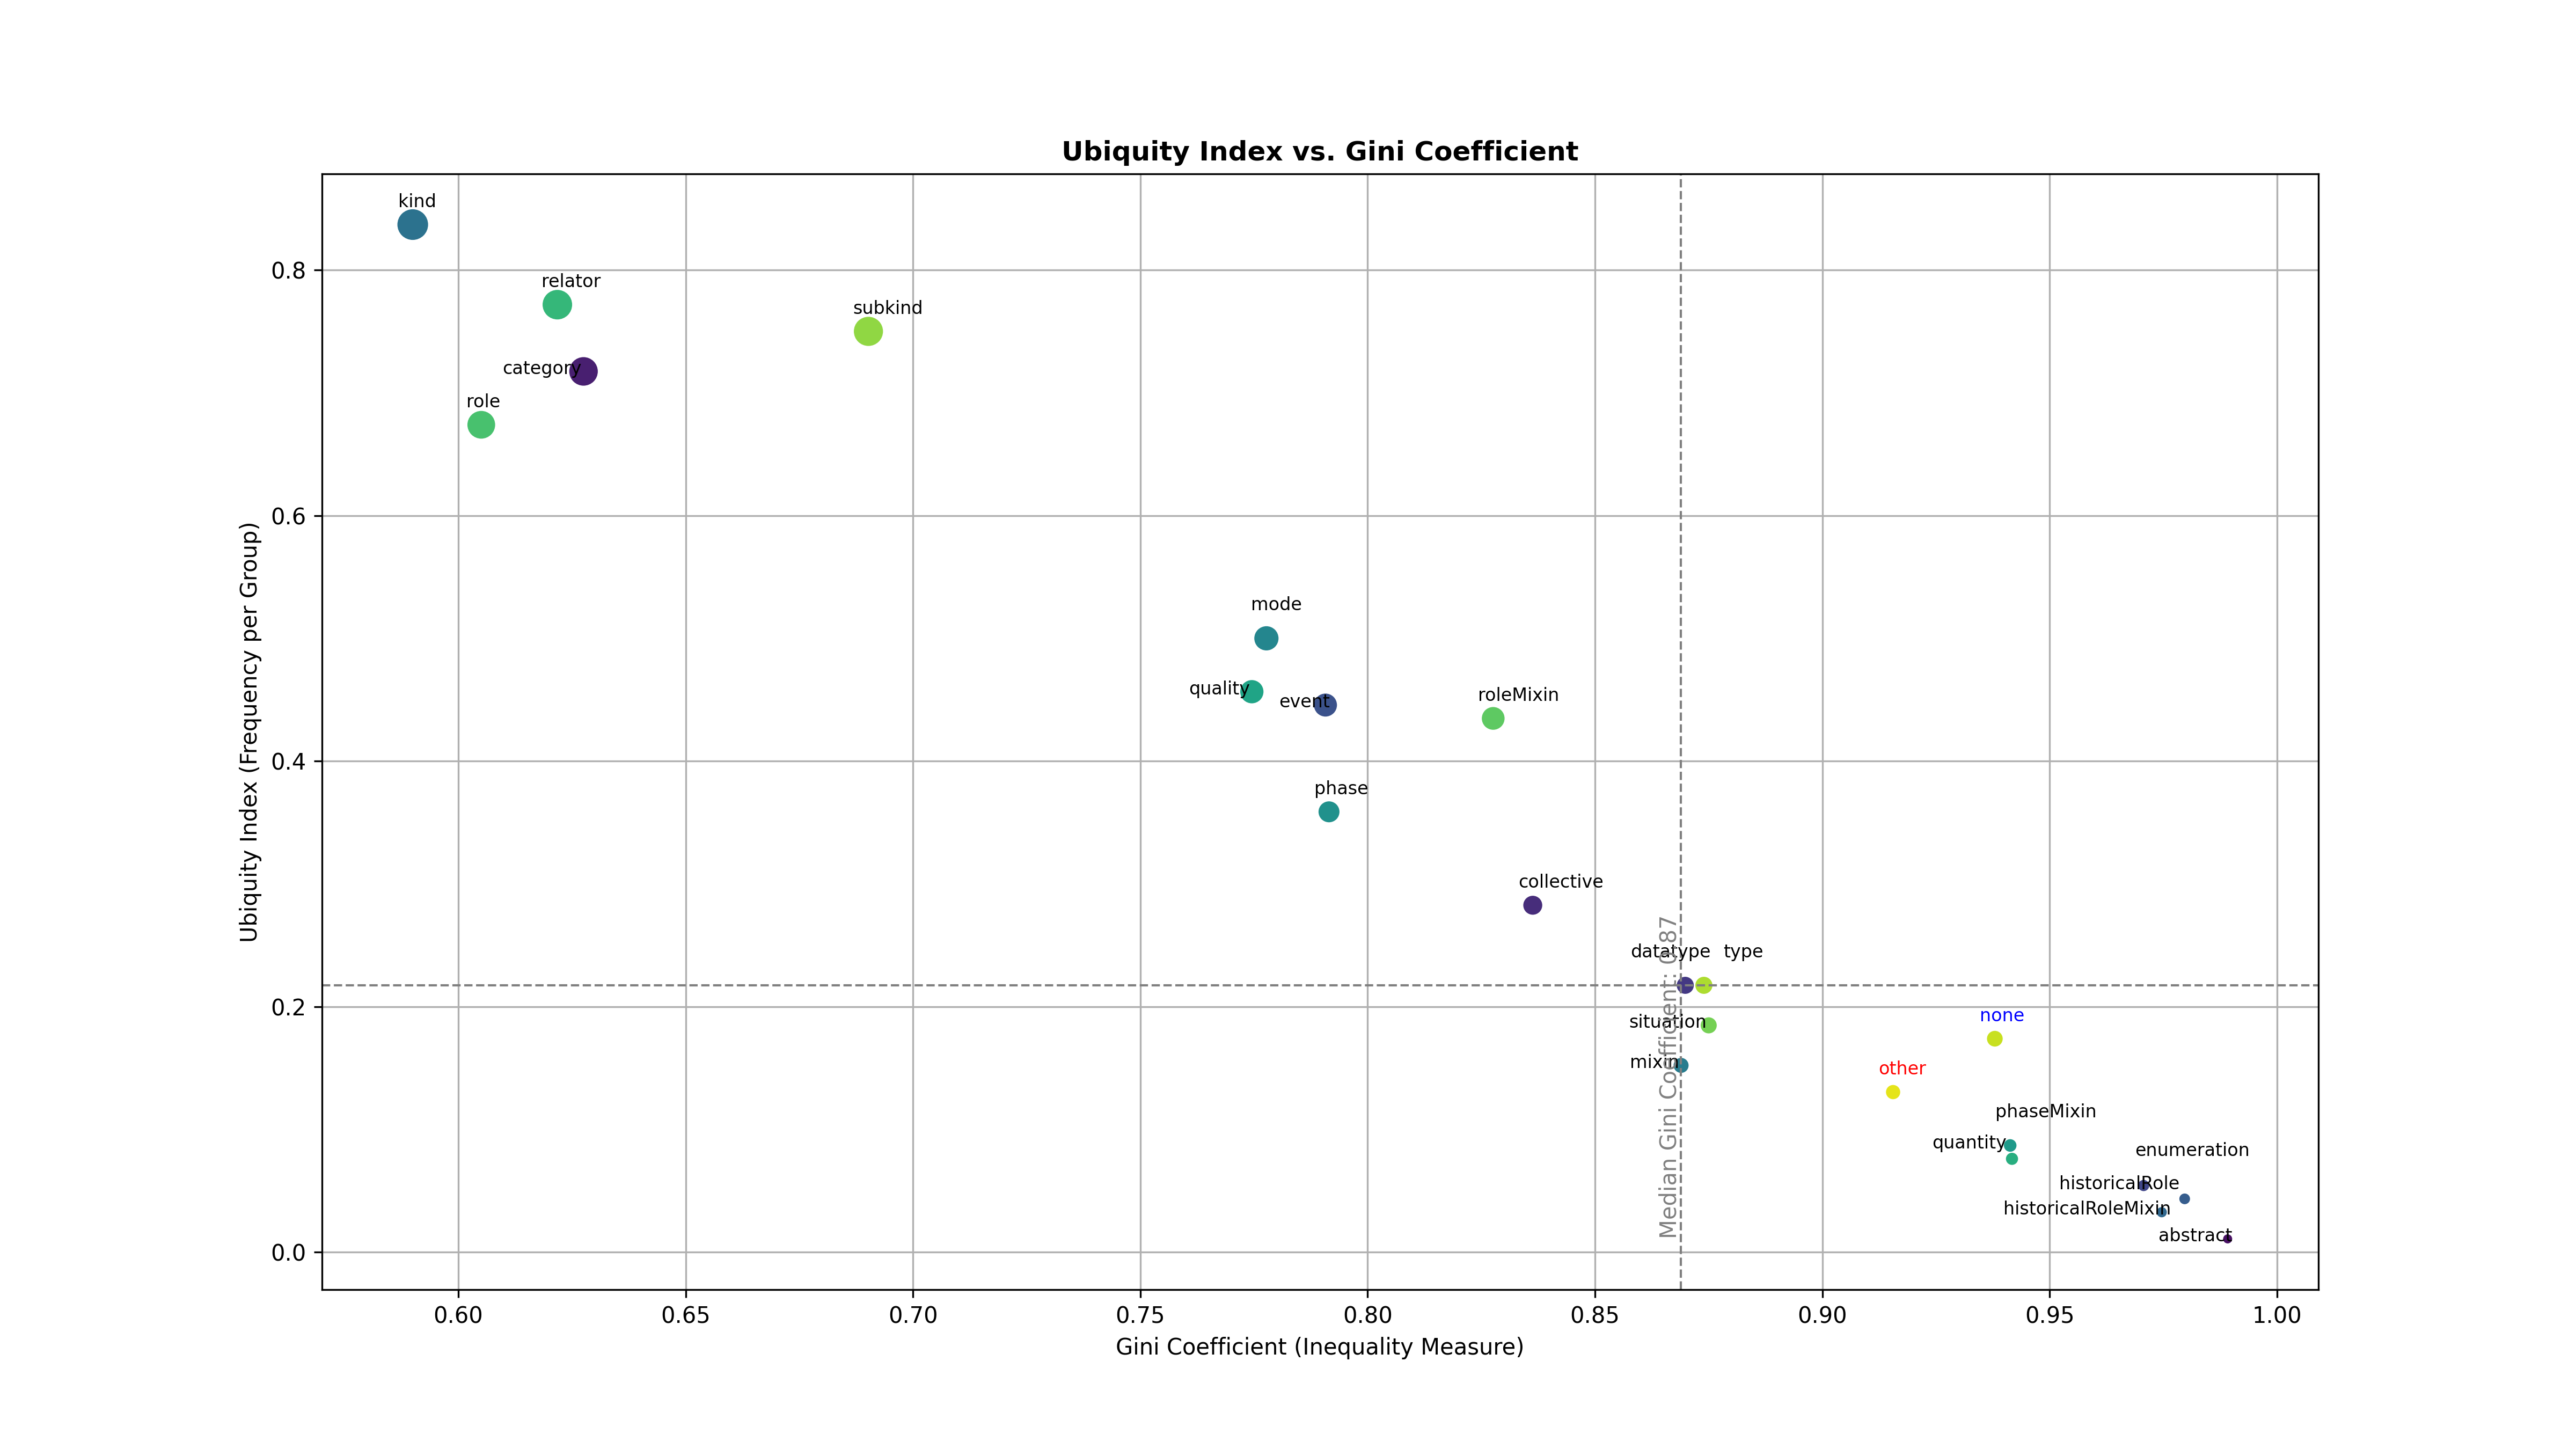 Ubiquity Index vs. Gini Coefficient
kind
relator
subkind
category
role
mode
quality
event
roleMixin
phase
collective
datatype
type
situation
none
mixin
other
phaseMixin
quantity
enumeration
historicalRole
historicalRoleMixin
abstract
Median Gini Coefficient: 0.87
Ubiquity Index (Frequency per Group)
0.8
0.6
0.4
0.2
0.0
0.60
0.65
0.70
0.75
0.80
0.85
0.90
0.95
1.00
Gini Coefficient (Inequality Measure)